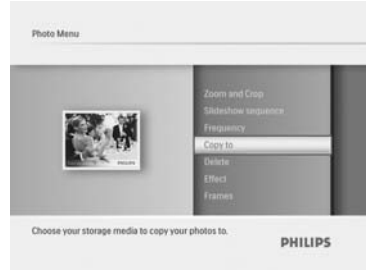 Photo Menu
Zoom and Crop
Slideshow sequence
Frequency
Copy to
Delete
Effect
Frames
PHILIPS
Choose your storage media to copy your photos to.
PHILIPS